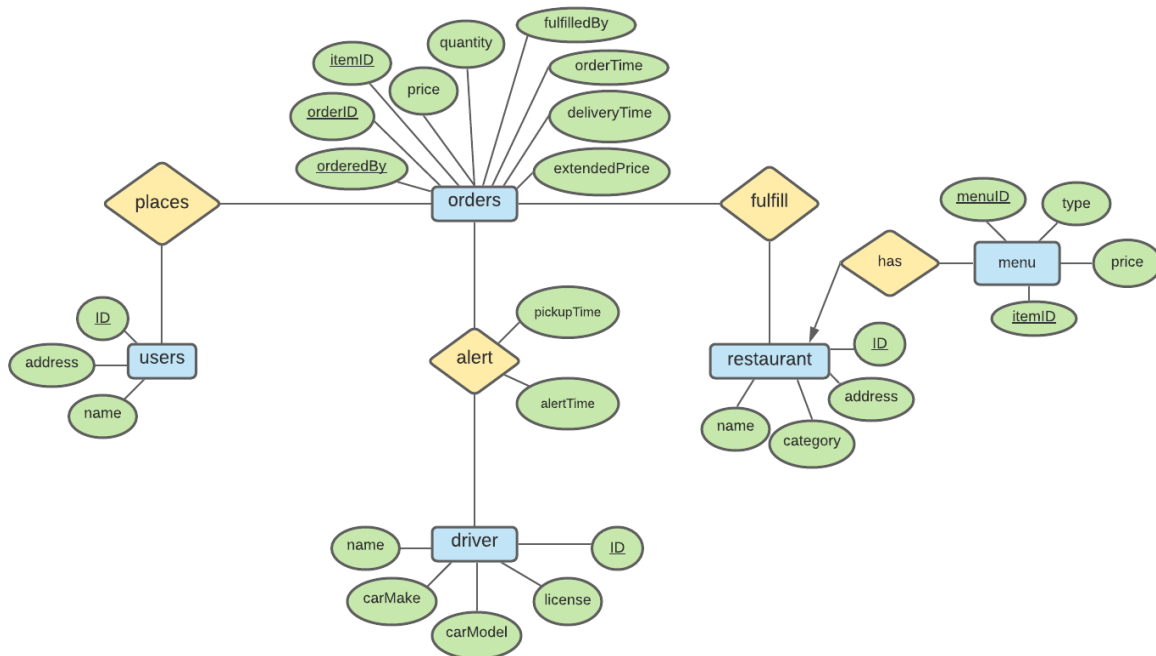 fulfilledBy
quantity
itemID
orderTime
price
orderID
deliveryTime
orderedBy
extendedPrice
places
orders
fulfill
menuID
type
has
menu
price
itemID
ID
users
address
name
pickupTime
alert
alertTime
restaurant
ID
address
name
category
driver
name
ID
carMake
license
carModel